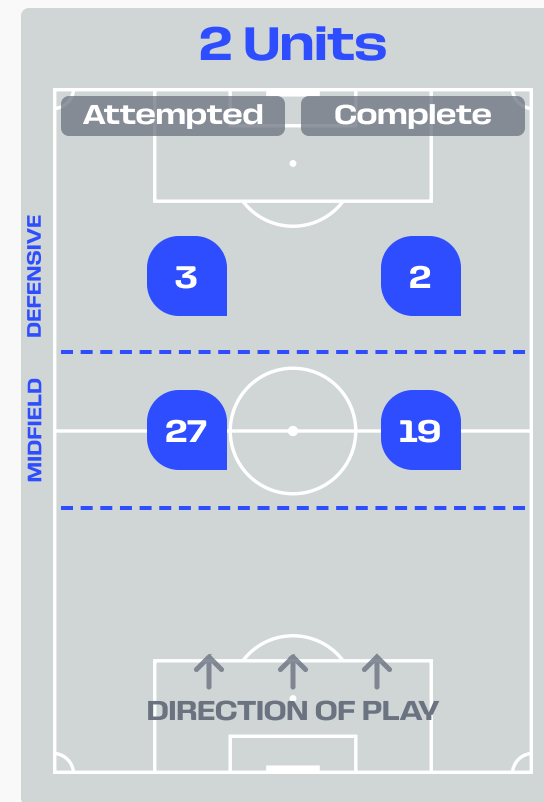 2 Units
Attempted Complete
DEFENSIVE
3 2
MIDFIELD
27 19
DIRECTION OF PLAY